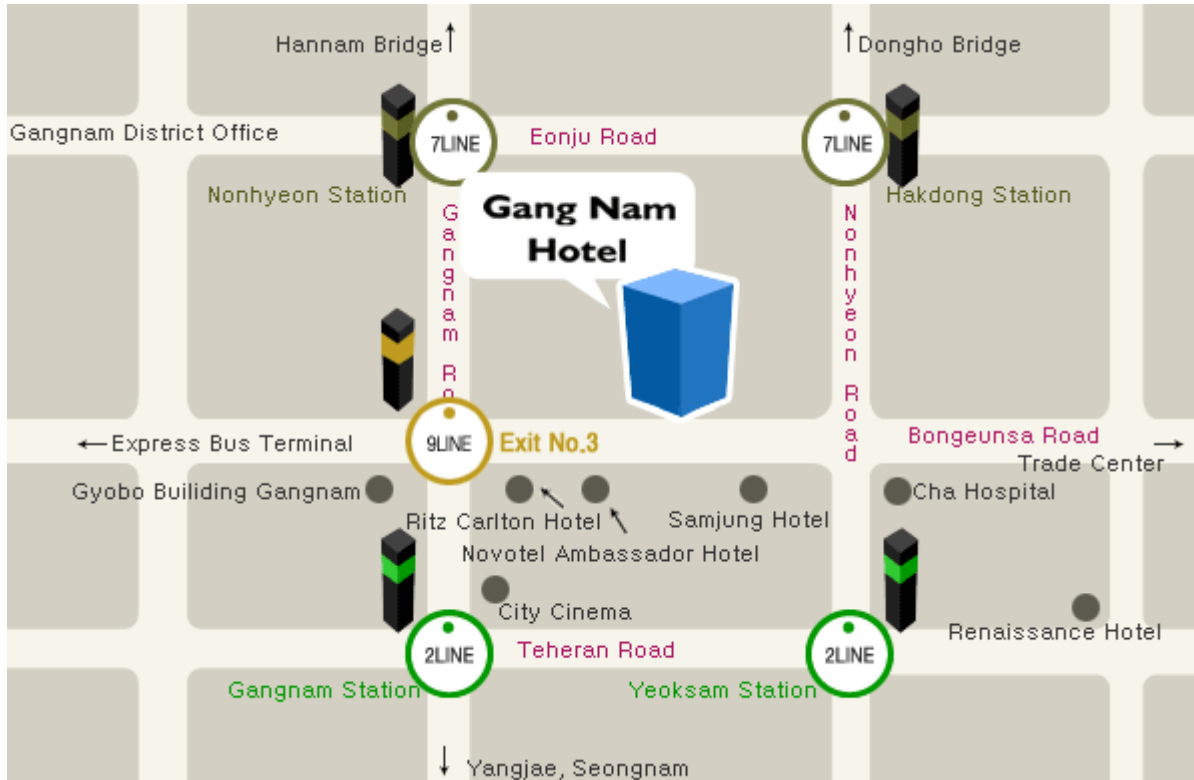 Hannam Bridge
Dongho Bridge
Gangnam District Office
7LINE
Eonju Road
7LINE
Nonhyeon Station
Hakdong Station
Gang Nam
Hotel
Gangnam Ro
Nonhyeon Road
Express Bus Terminal
9LINE
Exit No.3
Bongeunsa Road
Trade Center
Gyobo Builiding Gangnam
Cha Hospital
Ritz Carlton Hotel
Samjung Hotel
Novotel Ambassador Hotel
City Cinema
Renaissance Hotel
2LINE
Teheran Road
2LINE
Gangnam Station
Yeoksam Station
Yangjae, Seongnam